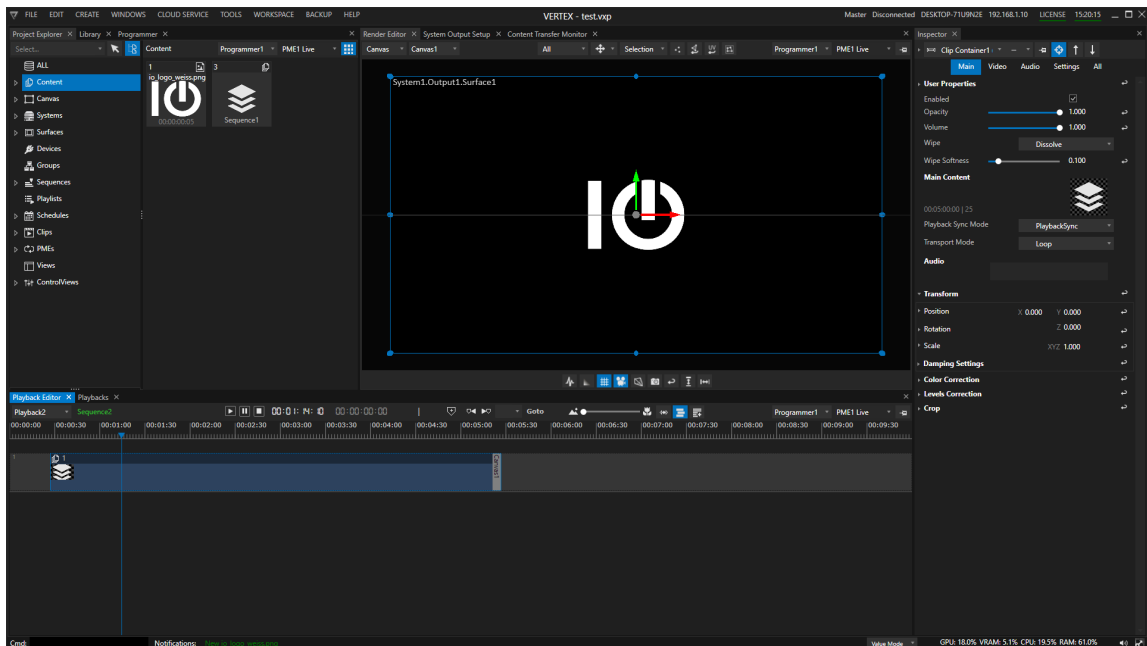 FILE EDIT CREATE WINDOWS CLOUD SERVICE TOOLS WORKSPACE BACKUP HELP VERTEX - test.vxp Master Disconnected DESKTOP-71U9N2E 192.168.1.10 LICENSE 15:20:15
Project Explorer X Library X Programmer X
Select... Content Programmer1 PME1 Live
ALL
Content
Canvas
Systems
Surfaces
Devices
Groups
Sequences
Playlists
Schedules
Clips
PMEs
Views
ControlViews
1 3
io_logo_weiss.png
00:00:00:05 Sequence1
Render Editor X System Output Setup X Content Transfer Monitor X
Canvas Canvas1 All Selection UV Programmer1 PME1 Live
System1.Output1.Surface1
IO
Inspector X
Clip Container1
Main Video Audio Settings All
User Properties
Enabled
Opacity 1.000
Volume 1.000
Wipe Dissolve
Wipe Softness 0.100
Main Content
00:05:00:00 | 25
Playback Sync Mode PlaybackSync
Transport Mode Loop
Audio
Transform
Position X 0.000 Y 0.000
Z 0.000
Rotation
Scale XYZ 1.000
Damping Settings
Color Correction
Levels Correction
Crop
Playback Editor X Playbacks X
Playback2 Sequence2 00:01:14:10 00:00:00:00 Goto Programmer1 PME1 Live
00:00:00 00:00:30 00:01:00 00:01:30 00:02:00 00:02:30 00:03:00 00:03:30 00:04:00 00:04:30 00:05:00 00:05:30 00:06:00 00:06:30 00:07:00 00:07:30 00:08:00 00:08:30 00:09:00 00:09:30
1 1
Cmd: Notifications: New io_logo_weiss.png Value Mode GPU: 18.0% VRAM: 5.1% CPU: 19.5% RAM: 61.0%